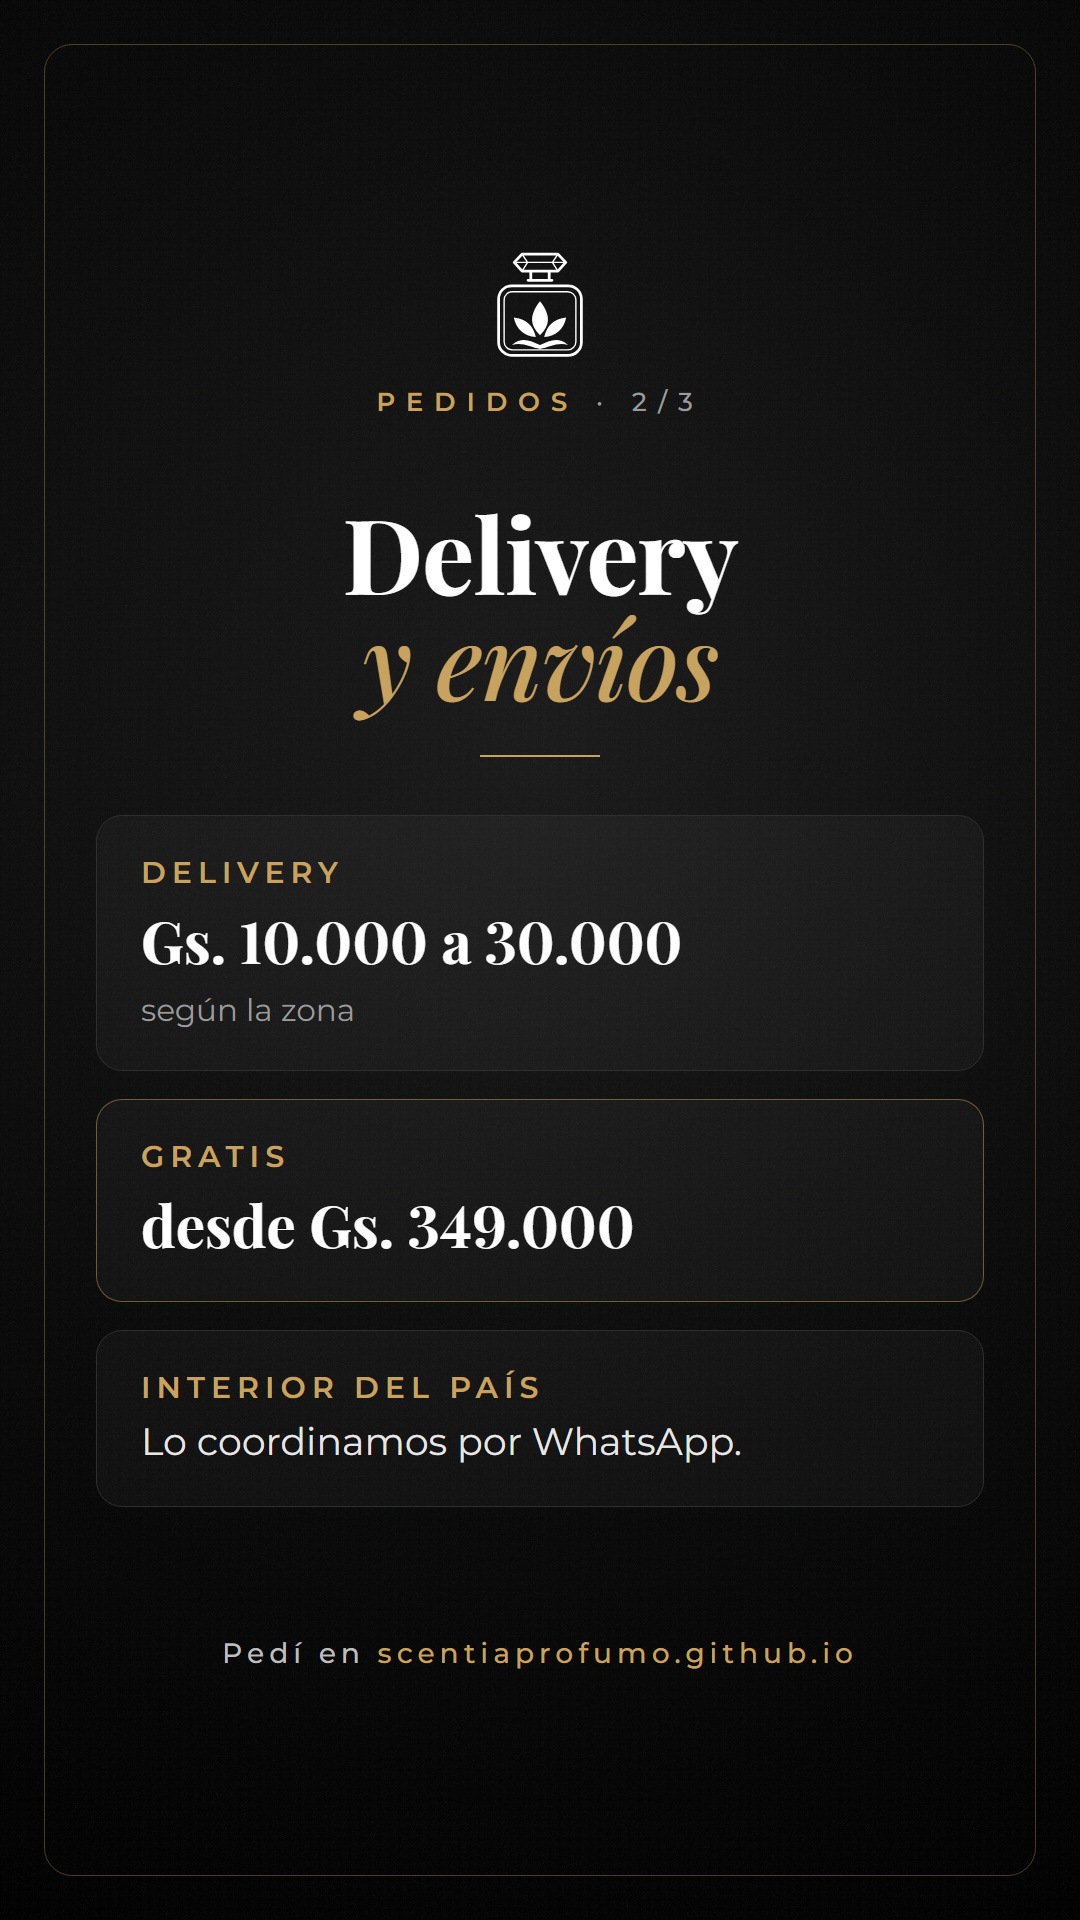 PEDIDOS · 2/3
Delivery
y envíos
DELIVERY
Gs. 10.000 a 30.000
según la zona
GRATIS
desde Gs. 349.000
INTERIOR DEL PAÍS
Lo coordinamos por WhatsApp.
Pedí en scentiaprofumo.github.io